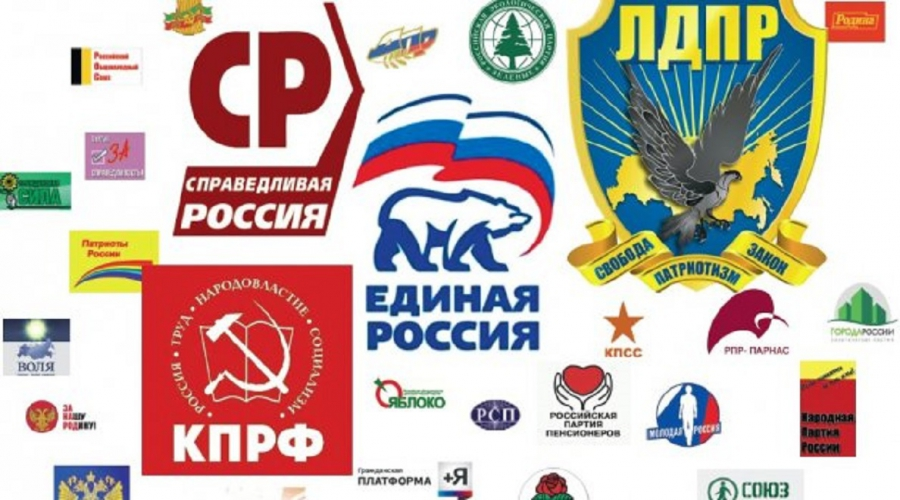 Родина
Российский
Общенародный
Союз
СР
СПРАВЕДЛИВАЯ
РОССИЯ
РОССИЙСКАЯ ЭКОЛОГИЧЕСКАЯ ПАРТИЯ "ЗЕЛЁНЫЕ"
ЛДПР
СВОБОДА ПАТРИОТИЗМ ЗАКОН
ЗА
СПРАВЕДЛИВОСТЬ!
СИЛА
Патриоты
России
ЕДИНАЯ
РОССИЯ
РОССИЯ · ТРУД · НАРОДОВЛАСТИЕ · СОЦИАЛИЗМ
КПРФ
ВОЛЯ
КПСС
РПР- ПАРНАС
ГОРОДА РОССИИ
ЗА
НАШУ
РОДИНУ!
ЯБЛОКО
РСП
РОССИЙСКАЯ
ПАРТИЯ
ПЕНСИОНЕРОВ
МОЛОДАЯ РОССИЯ
Народная
Партия
России
Гражданская
ПЛАТФОРМА
+Я
СОЮЗ